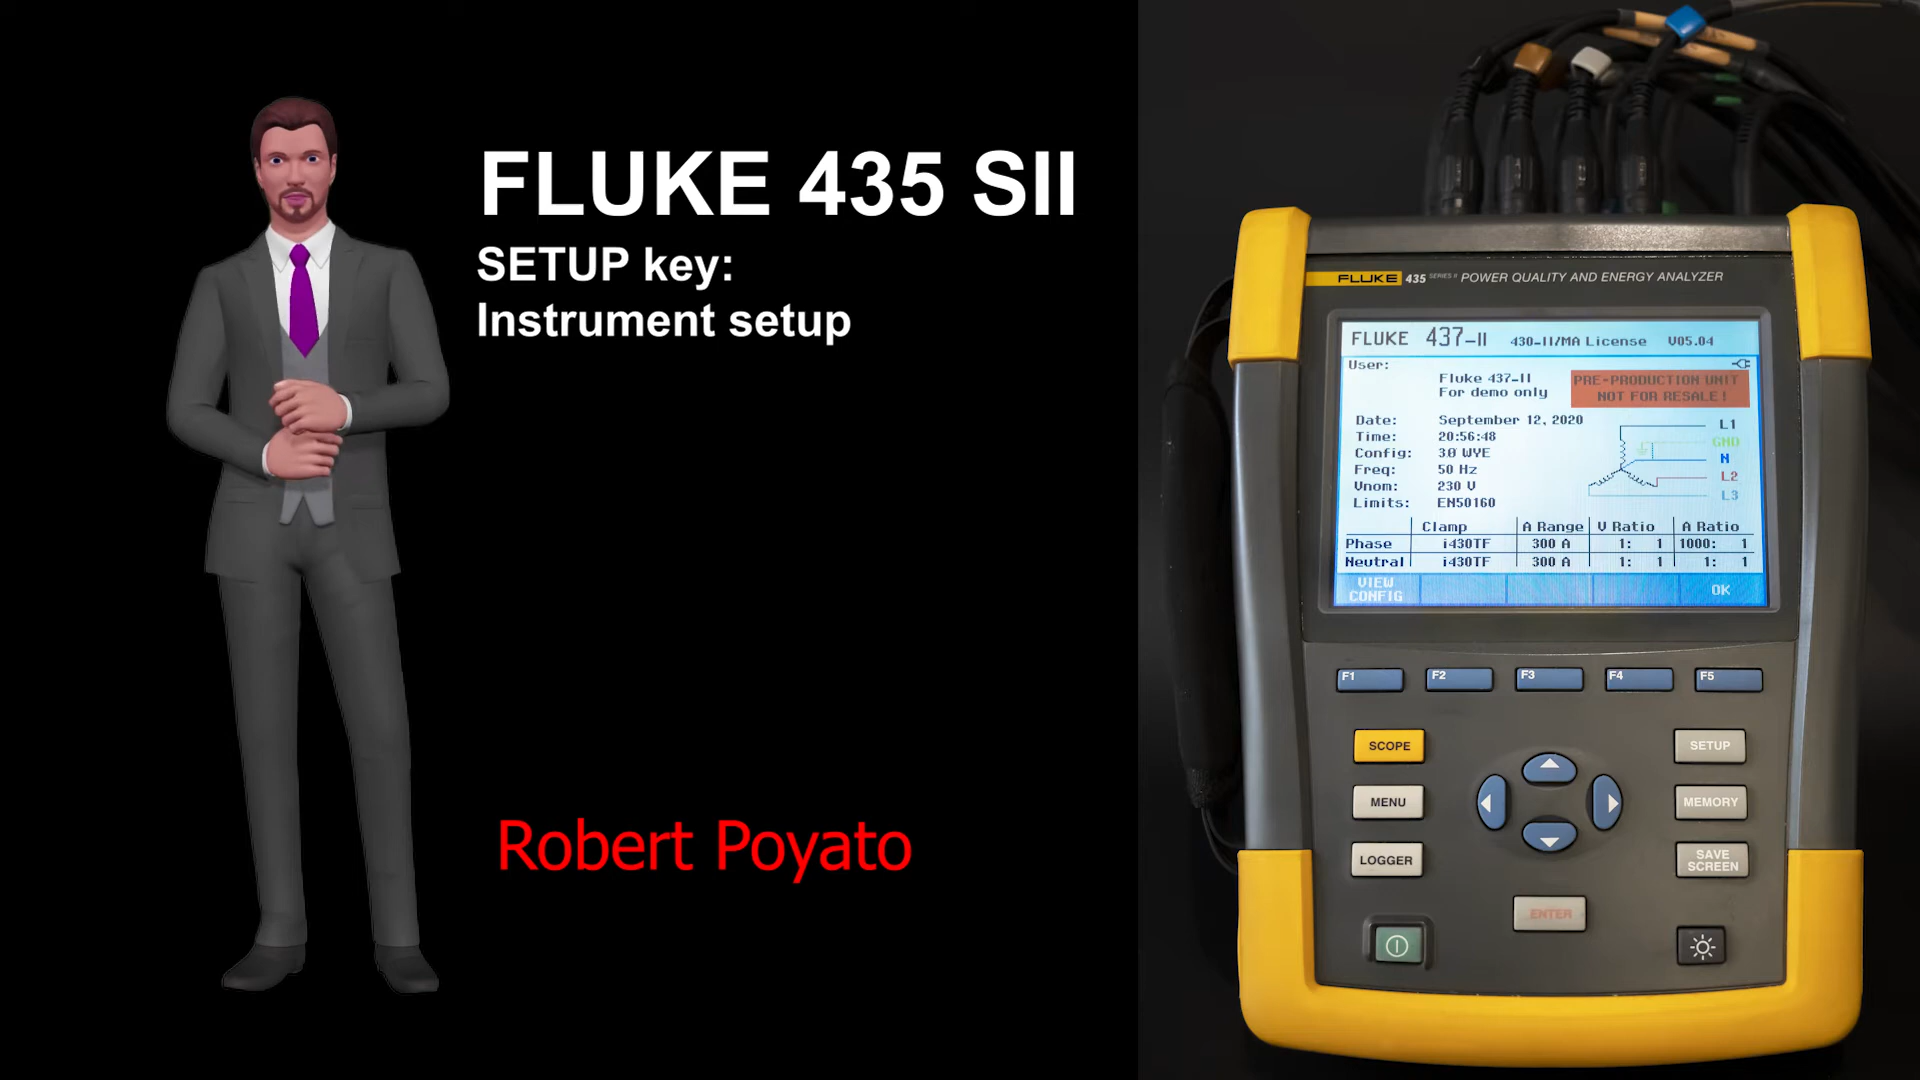 FLUKE 435 SII
SETUP key:
Instrument setup
Robert Poyato
FLUKE 435 SERIES II POWER QUALITY AND ENERGY ANALYZER
FLUKE 437-II 430-II/MA License V05.04
User:
Fluke 437-II
For demo only
PRE-PRODUCTION UNIT
NOT FOR RESALE!
Date: September 12, 2020
Time: 20:56:48
Config: 3Ø WYE
Freq: 50 Hz
Vnom: 230 V
Limits: EN50160
L1
GND
N
L2
L3
Clamp A Range V Ratio A Ratio
Phase i430TF 300 A 1: 1 1000: 1
Neutral i430TF 300 A 1: 1 1: 1
VIEW
CONFIG
OK
F1 F2 F3 F4 F5
SCOPE
SETUP
MENU
MEMORY
LOGGER
SAVE
SCREEN
ENTER